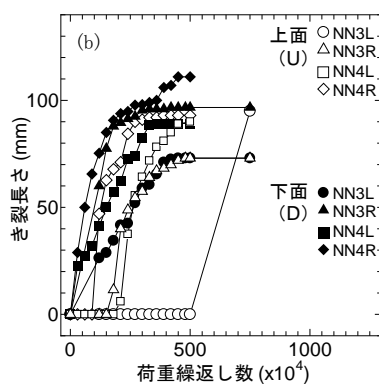 (b)
上面
(U)
NN3L
NN3R
NN4L
NN4R
下面
(D)
NN3L
NN3R
NN4L
NN4R
100
50
0
き裂長さ (mm)
0 500 1000
荷重繰返し数 (x10⁴)